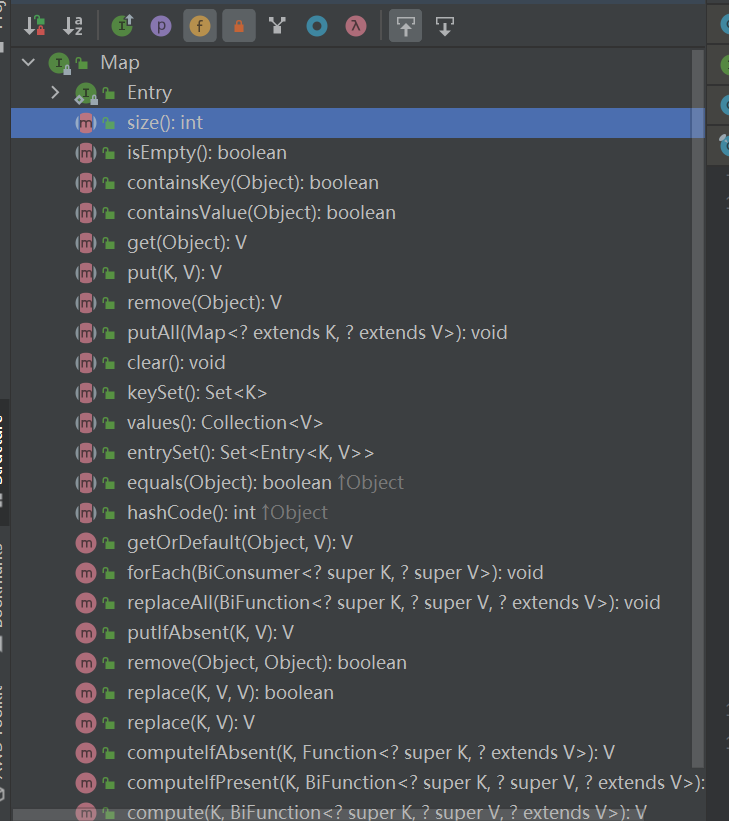 Map
Entry
size(): int
isEmpty(): boolean
containsKey(Object): boolean
containsValue(Object): boolean
get(Object): V
put(K, V): V
remove(Object): V
putAll(Map<? extends K, ? extends V>): void
clear(): void
keySet(): Set<K>
values(): Collection<V>
entrySet(): Set<Entry<K, V>>
equals(Object): boolean ↑Object
hashCode(): int ↑Object
getOrDefault(Object, V): V
forEach(BiConsumer<? super K, ? super V>): void
replaceAll(BiFunction<? super K, ? super V, ? extends V>): void
putIfAbsent(K, V): V
remove(Object, Object): boolean
replace(K, V, V): boolean
replace(K, V): V
computeIfAbsent(K, Function<? super K, ? extends V>): V
computeIfPresent(K, BiFunction<? super K, ? super V, ? extends V>):
compute(K, BiFunction<? super K, ? super V, ? extends V>): V